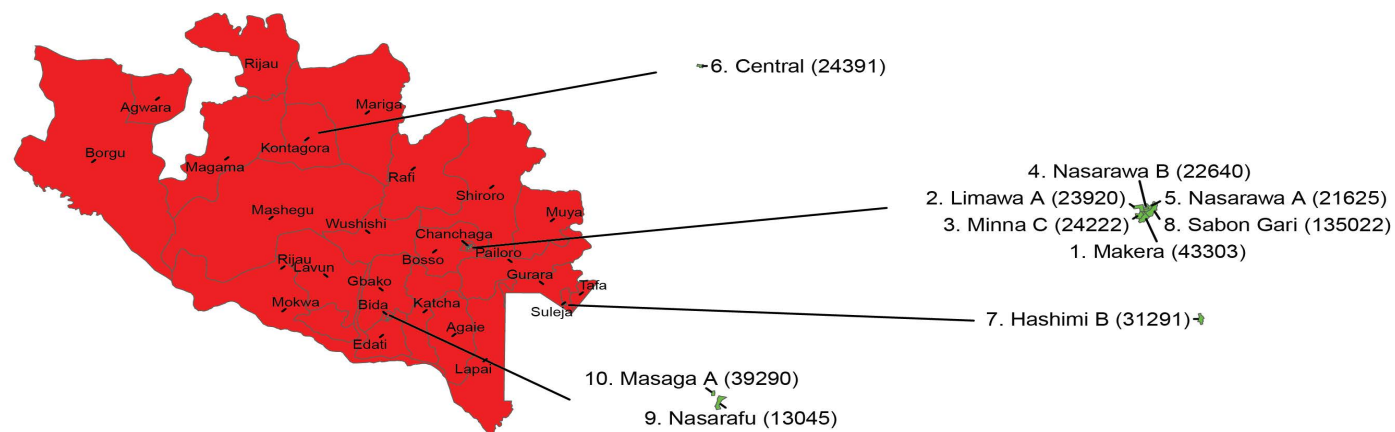 Rijau
6. Central (24391)
Agwara
Mariga
Kontagora
Borgu
Magama
Rafi
Shiroro
4. Nasarawa B (22640)
2. Limawa A (23920)
5. Nasarawa A (21625)
3. Minna C (24222)
8. Sabon Gari (135022)
1. Makera (43303)
Mashegu
Wushishi
Muya
Chanchaga
Bosso
Pailoro
Rijau
Lavun
Gurara
Gbako
Tafa
Mokwa
Bida
Katcha
Suleja
7. Hashimi B (31291)
Edati
Agaie
Lapai
10. Masaga A (39290)
9. Nasarafu (13045)